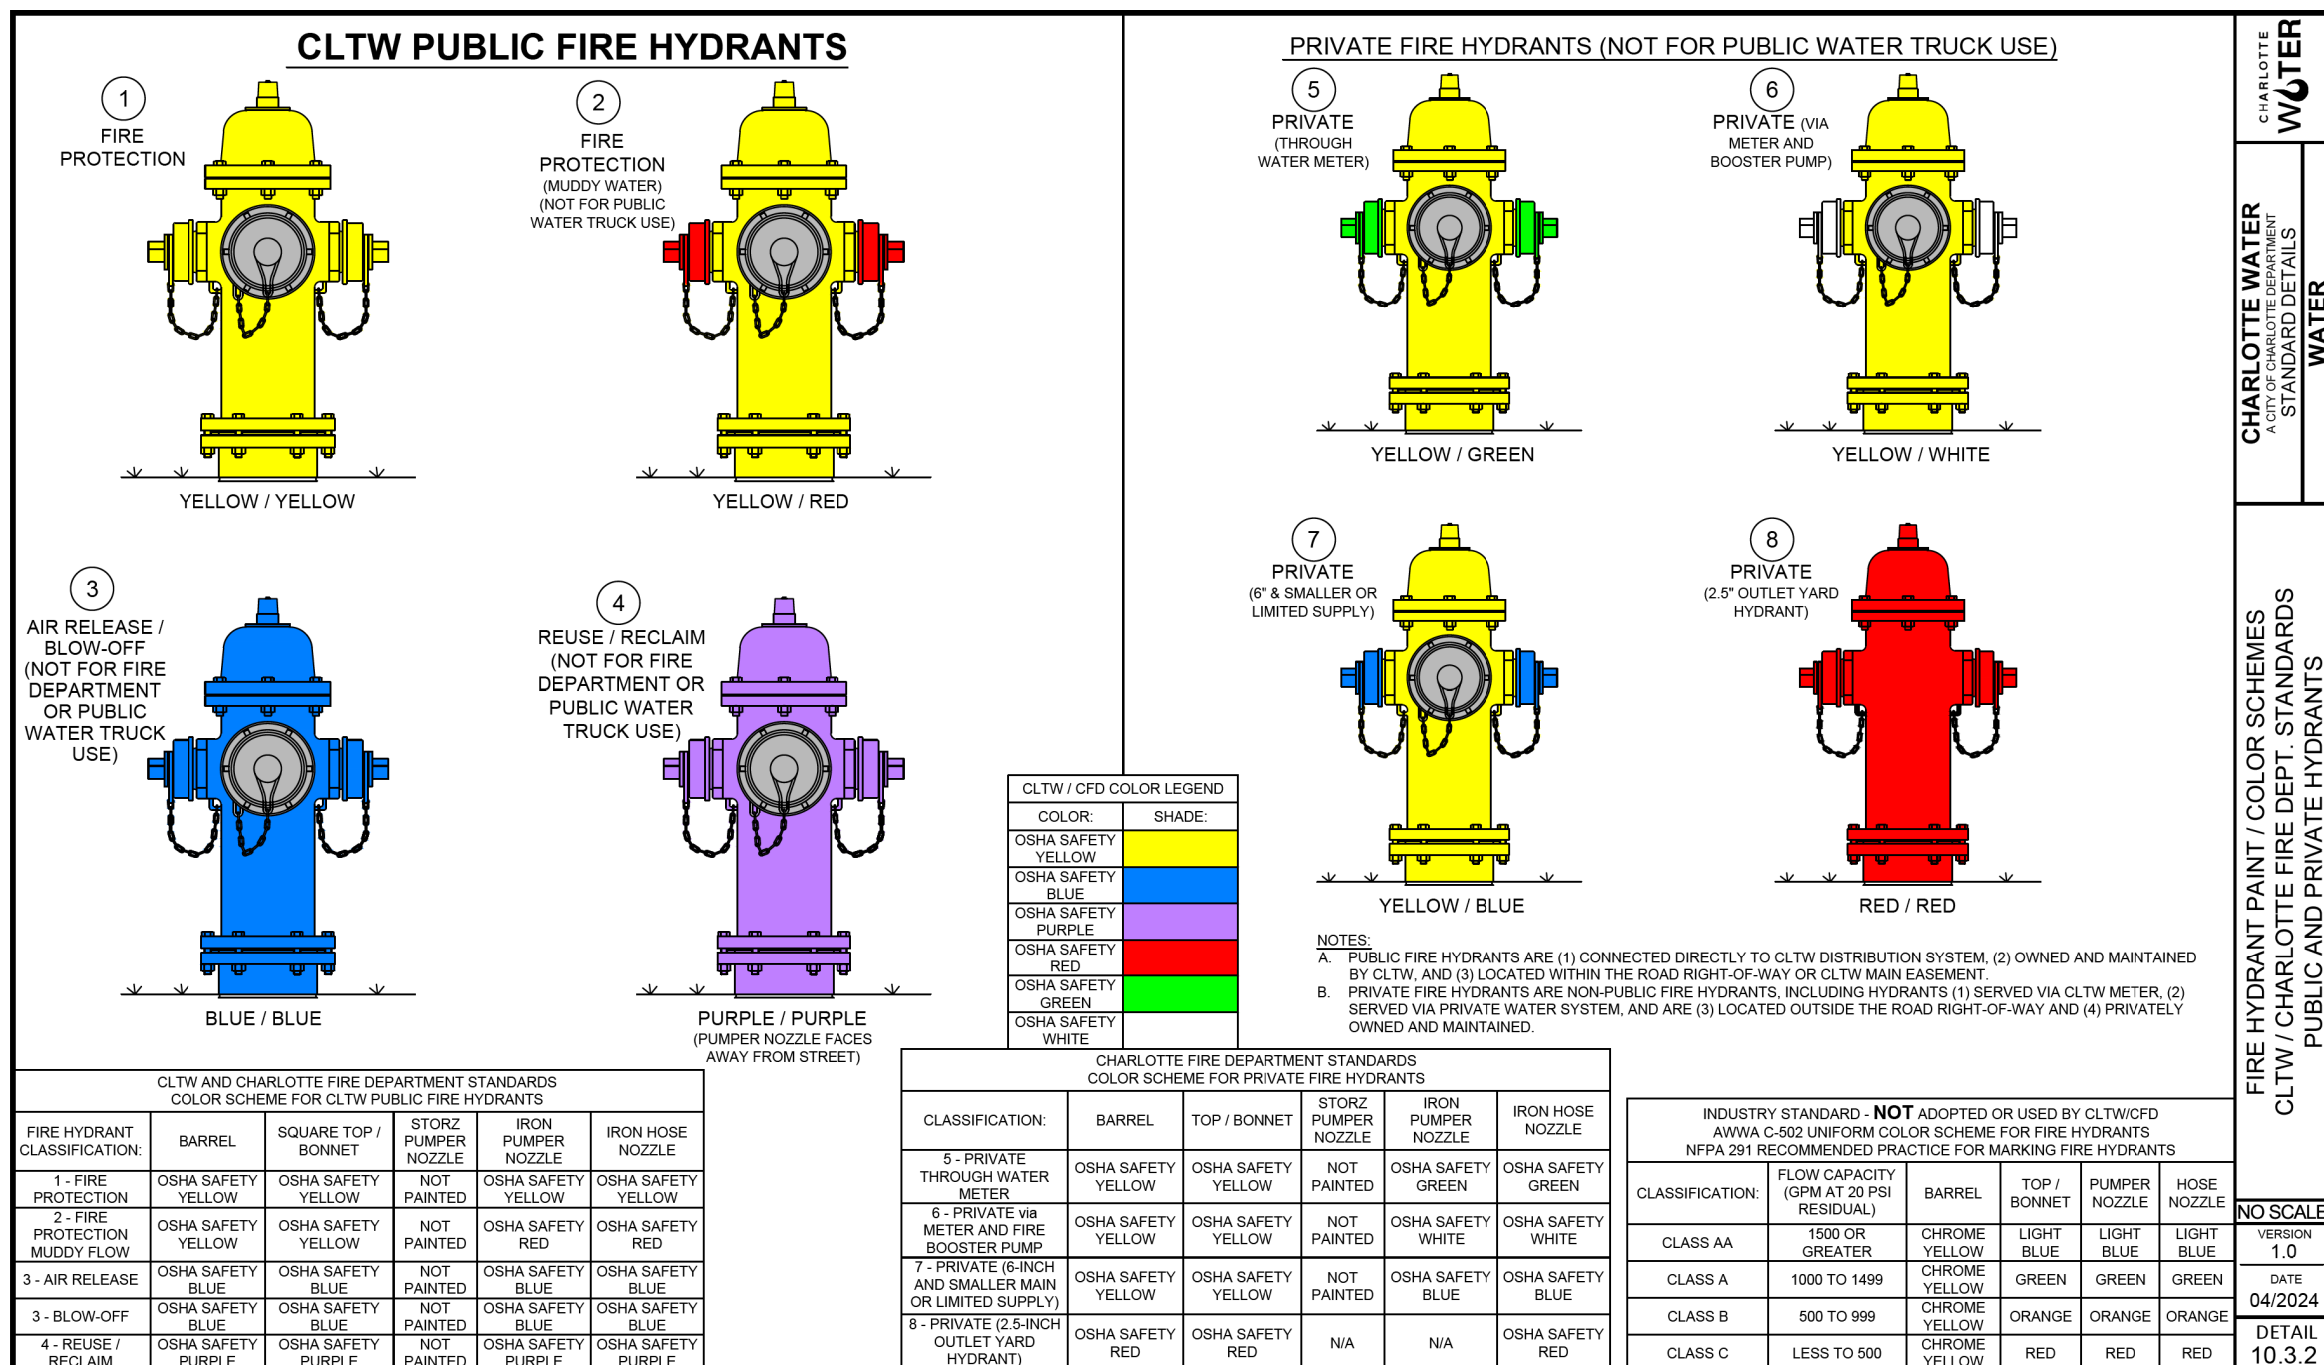 CLTW PUBLIC FIRE HYDRANTS
1
FIRE
PROTECTION
YELLOW / YELLOW
2
FIRE
PROTECTION
(MUDDY WATER)
(NOT FOR PUBLIC
WATER TRUCK USE)
YELLOW / RED
3
AIR RELEASE /
BLOW-OFF
(NOT FOR FIRE
DEPARTMENT
OR PUBLIC
WATER TRUCK
USE)
BLUE / BLUE
4
REUSE / RECLAIM
(NOT FOR FIRE
DEPARTMENT OR
PUBLIC WATER
TRUCK USE)
PURPLE / PURPLE
(PUMPER NOZZLE FACES
AWAY FROM STREET)
PRIVATE FIRE HYDRANTS (NOT FOR PUBLIC WATER TRUCK USE)
5
PRIVATE
(THROUGH
WATER METER)
YELLOW / GREEN
6
PRIVATE (VIA
METER AND
BOOSTER PUMP)
YELLOW / WHITE
7
PRIVATE
(6" & SMALLER OR
LIMITED SUPPLY)
YELLOW / BLUE
8
PRIVATE
(2.5" OUTLET YARD
HYDRANT)
RED / RED
CLTW / CFD COLOR LEGEND
COLOR: SHADE:
OSHA SAFETY
YELLOW
OSHA SAFETY
BLUE
OSHA SAFETY
PURPLE
OSHA SAFETY
RED
OSHA SAFETY
GREEN
OSHA SAFETY
WHITE
NOTES:
A. PUBLIC FIRE HYDRANTS ARE (1) CONNECTED DIRECTLY TO CLTW DISTRIBUTION SYSTEM, (2) OWNED AND MAINTAINED
BY CLTW, AND (3) LOCATED WITHIN THE ROAD RIGHT-OF-WAY OR CLTW MAIN EASEMENT.
B. PRIVATE FIRE HYDRANTS ARE NON-PUBLIC FIRE HYDRANTS, INCLUDING HYDRANTS (1) SERVED VIA CLTW METER, (2)
SERVED VIA PRIVATE WATER SYSTEM, AND ARE (3) LOCATED OUTSIDE THE ROAD RIGHT-OF-WAY AND (4) PRIVATELY
OWNED AND MAINTAINED.
CLTW AND CHARLOTTE FIRE DEPARTMENT STANDARDS
COLOR SCHEME FOR CLTW PUBLIC FIRE HYDRANTS
FIRE HYDRANT CLASSIFICATION: BARREL SQUARE TOP / BONNET STORZ PUMPER NOZZLE IRON PUMPER NOZZLE IRON HOSE NOZZLE
1 - FIRE PROTECTION OSHA SAFETY YELLOW OSHA SAFETY YELLOW NOT PAINTED OSHA SAFETY YELLOW OSHA SAFETY YELLOW
2 - FIRE PROTECTION MUDDY FLOW OSHA SAFETY YELLOW OSHA SAFETY YELLOW NOT PAINTED OSHA SAFETY RED OSHA SAFETY RED
3 - AIR RELEASE OSHA SAFETY BLUE OSHA SAFETY BLUE NOT PAINTED OSHA SAFETY BLUE OSHA SAFETY BLUE
3 - BLOW-OFF OSHA SAFETY BLUE OSHA SAFETY BLUE NOT PAINTED OSHA SAFETY BLUE OSHA SAFETY BLUE
4 - REUSE / RECLAIM OSHA SAFETY PURPLE OSHA SAFETY PURPLE NOT PAINTED OSHA SAFETY PURPLE OSHA SAFETY PURPLE
CHARLOTTE FIRE DEPARTMENT STANDARDS
COLOR SCHEME FOR PRIVATE FIRE HYDRANTS
CLASSIFICATION: BARREL TOP / BONNET STORZ PUMPER NOZZLE IRON PUMPER NOZZLE IRON HOSE NOZZLE
5 - PRIVATE THROUGH WATER METER OSHA SAFETY YELLOW OSHA SAFETY YELLOW NOT PAINTED OSHA SAFETY GREEN OSHA SAFETY GREEN
6 - PRIVATE via METER AND FIRE BOOSTER PUMP OSHA SAFETY YELLOW OSHA SAFETY YELLOW NOT PAINTED OSHA SAFETY WHITE OSHA SAFETY WHITE
7 - PRIVATE (6-INCH AND SMALLER MAIN OR LIMITED SUPPLY) OSHA SAFETY YELLOW OSHA SAFETY YELLOW NOT PAINTED OSHA SAFETY BLUE OSHA SAFETY BLUE
8 - PRIVATE (2.5-INCH OUTLET YARD HYDRANT) OSHA SAFETY RED OSHA SAFETY RED N/A N/A OSHA SAFETY RED
INDUSTRY STANDARD - NOT ADOPTED OR USED BY CLTW/CFD
AWWA C-502 UNIFORM COLOR SCHEME FOR FIRE HYDRANTS
NFPA 291 RECOMMENDED PRACTICE FOR MARKING FIRE HYDRANTS
CLASSIFICATION: FLOW CAPACITY (GPM AT 20 PSI RESIDUAL) BARREL TOP / BONNET PUMPER NOZZLE HOSE NOZZLE
CLASS AA 1500 OR GREATER CHROME YELLOW LIGHT BLUE LIGHT BLUE LIGHT BLUE
CLASS A 1000 TO 1499 CHROME YELLOW GREEN GREEN GREEN
CLASS B 500 TO 999 CHROME YELLOW ORANGE ORANGE ORANGE
CLASS C LESS TO 500 CHROME YELLOW RED RED RED
CHARLOTTE
WATER
CHARLOTTE WATER
A CITY OF CHARLOTTE DEPARTMENT
STANDARD DETAILS
WATER
FIRE HYDRANT PAINT / COLOR SCHEMES
CLTW / CHARLOTTE FIRE DEPT. STANDARDS
PUBLIC AND PRIVATE HYDRANTS
NO SCALE
VERSION
1.0
DATE
04/2024
DETAIL
10.3.2